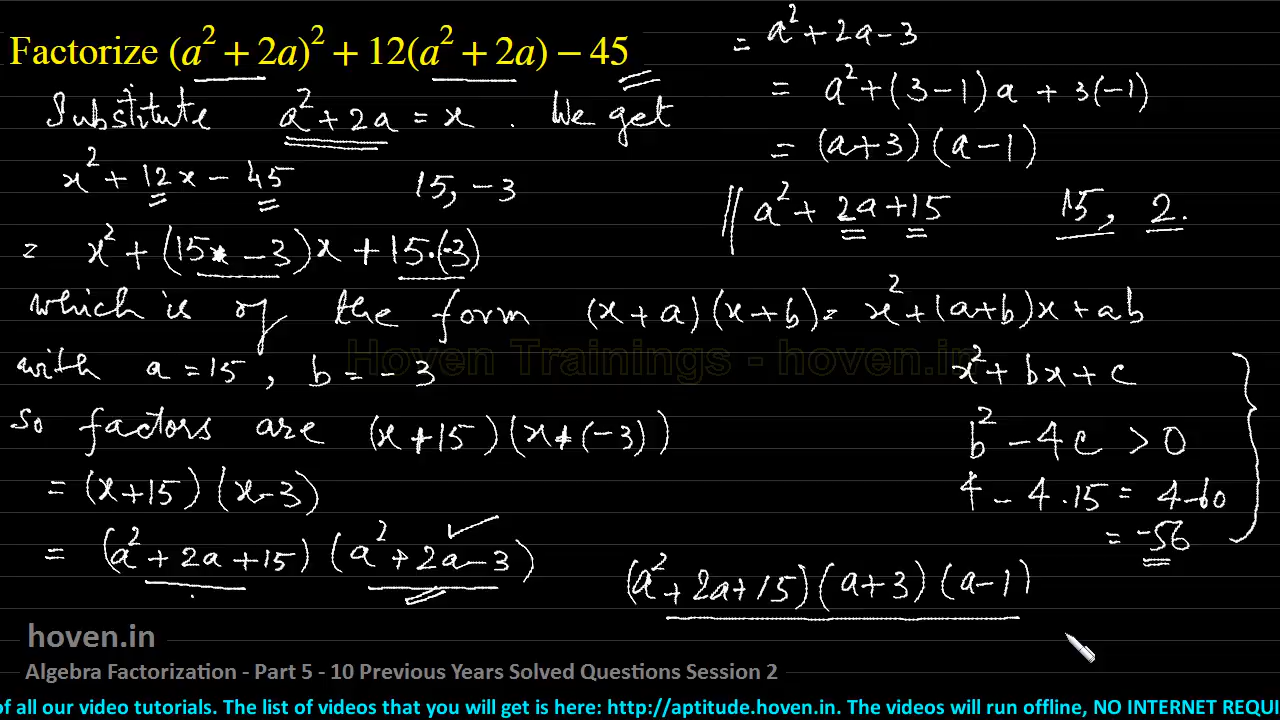 Factorize (a² + 2a)² + 12(a² + 2a) − 45
Substitute a² + 2a = x . We get
x² + 12x − 45 15, −3
= x² + (15 − 3)x + 15·(−3)
which is of the form (x + a)(x + b) = x² + (a + b)x + ab
with a = 15, b = −3
So factors are (x + 15)(x + (−3))
= (x + 15)(x − 3)
= (a² + 2a + 15)(a² + 2a − 3)
= a² + 2a − 3
= a² + (3 − 1)a + 3(−1)
= (a + 3)(a − 1)
a² + 2a + 15 15, 2.
x² + bx + c
b² − 4c > 0
4 − 4.15 = 4 − 60
= −56
(a² + 2a + 15)(a + 3)(a − 1)
Hoven Trainings - hoven.in
hoven.in
Algebra Factorization - Part 5 - 10 Previous Years Solved Questions Session 2
of all our video tutorials. The list of videos that you will get is here: http://aptitude.hoven.in. The videos will run offline, NO INTERNET REQUI